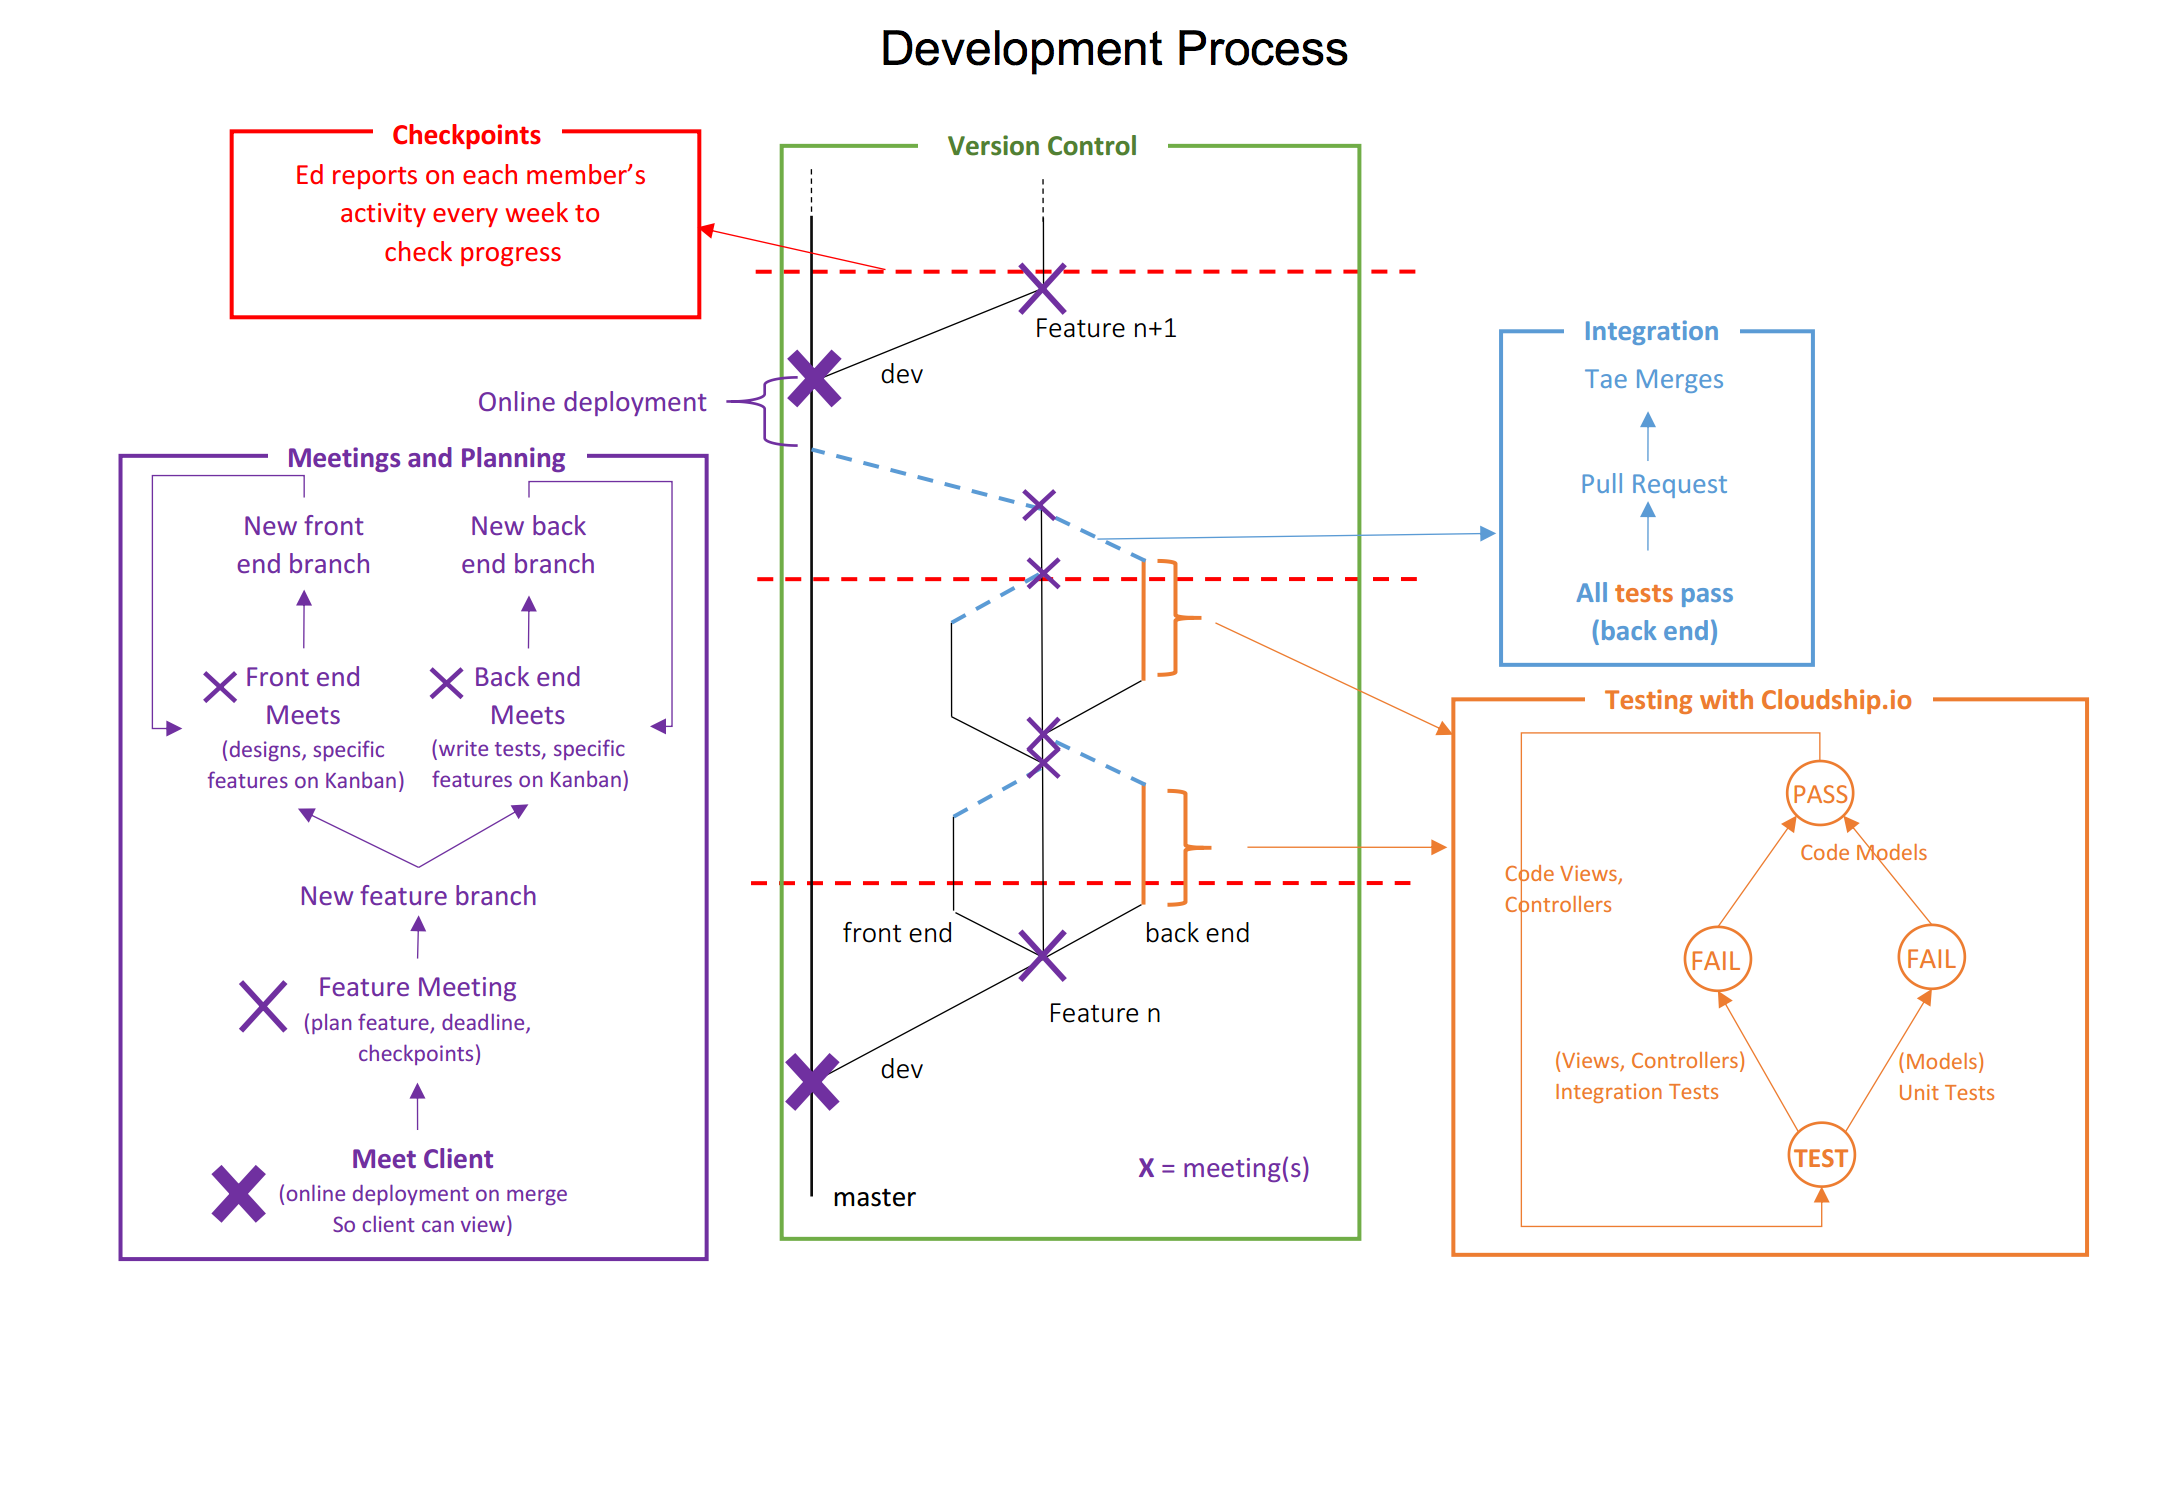 Development Process
Checkpoints
Ed reports on each member's
activity every week to
check progress
Version Control
Feature n+1
dev
Online deployment
Integration
Tae Merges
Pull Request
All tests pass
(back end)
Meetings and Planning
New front
end branch
New back
end branch
Front end
Meets
(designs, specific
features on Kanban)
Back end
Meets
(write tests, specific
features on Kanban)
New feature branch
Feature Meeting
(plan feature, deadline,
checkpoints)
Meet Client
(online deployment on merge
So client can view)
front end
back end
Feature n
dev
X = meeting(s)
master
Testing with Cloudship.io
PASS
Code Models
Code Views,
Controllers
FAIL
FAIL
(Views, Controllers)
Integration Tests
(Models)
Unit Tests
TEST